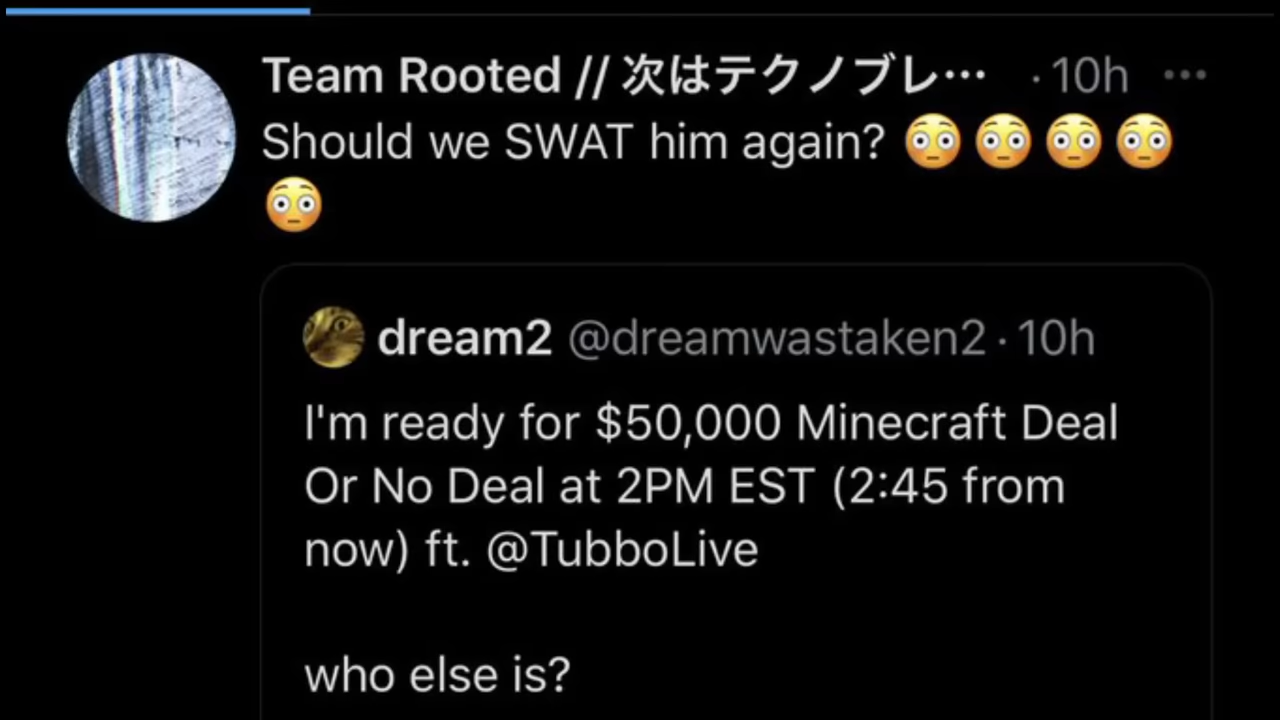 Team Rooted // 次はテクノブレ… · 10h ···
Should we SWAT him again? 😳😳😳😳
😳
dream2 @dreamwastaken2 · 10h
I'm ready for $50,000 Minecraft Deal
Or No Deal at 2PM EST (2:45 from
now) ft. @TubboLive
who else is?